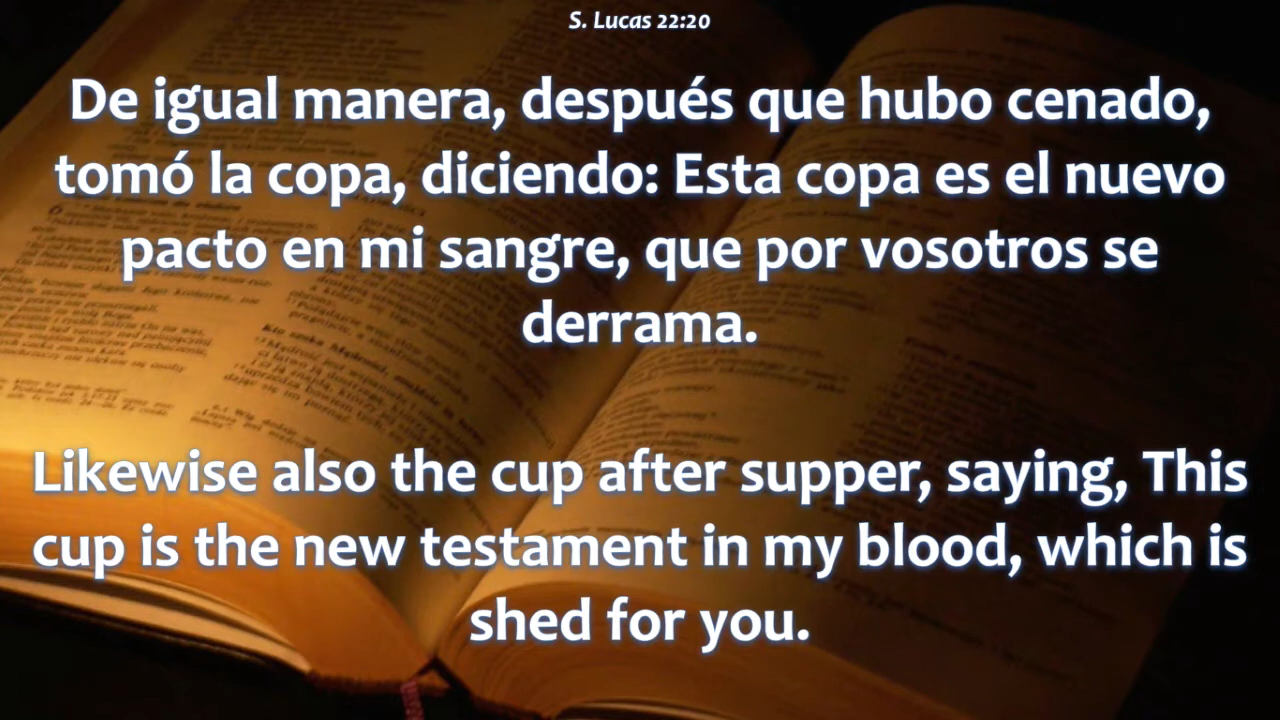 S. Lucas 22:20
De igual manera, después que hubo cenado,
tomó la copa, diciendo: Esta copa es el nuevo
pacto en mi sangre, que por vosotros se
derrama.
Likewise also the cup after supper, saying, This
cup is the new testament in my blood, which is
shed for you.